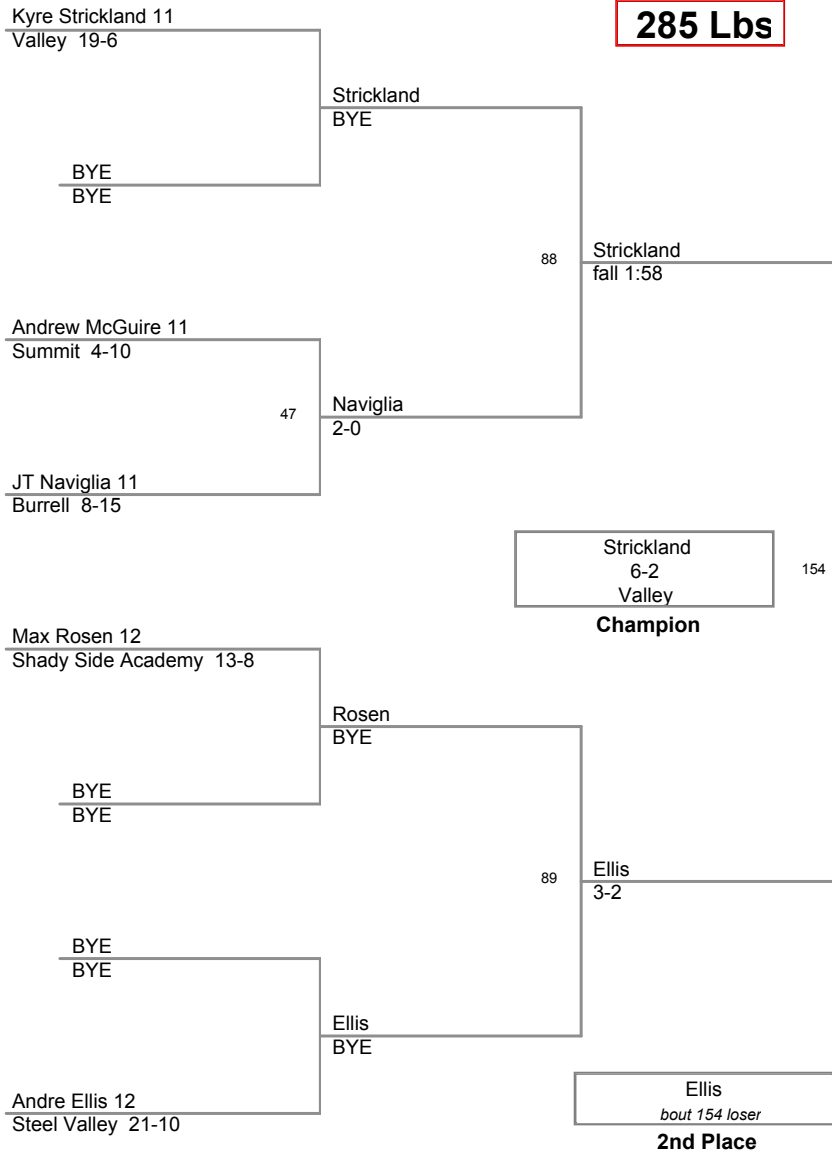 Kyre Strickland 11
Valley 19-6
285 Lbs
Strickland
BYE
BYE
BYE
88
Strickland
fall 1:58
Andrew McGuire 11
Summit 4-10
47
Naviglia
2-0
JT Naviglia 11
Burrell 8-15
Strickland
6-2
Valley
154
Champion
Max Rosen 12
Shady Side Academy 13-8
Rosen
BYE
BYE
BYE
89
Ellis
3-2
BYE
BYE
Ellis
BYE
Andre Ellis 12
Steel Valley 21-10
Ellis
bout 154 loser
2nd Place